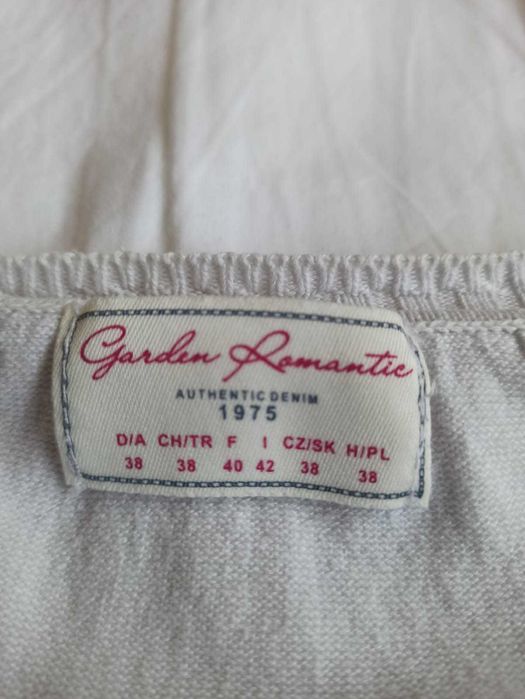 Garden Romantic
AUTHENTIC DENIM
1975
D/A CH/TR F I CZ/SK H/PL
38 38 40 42 38 38